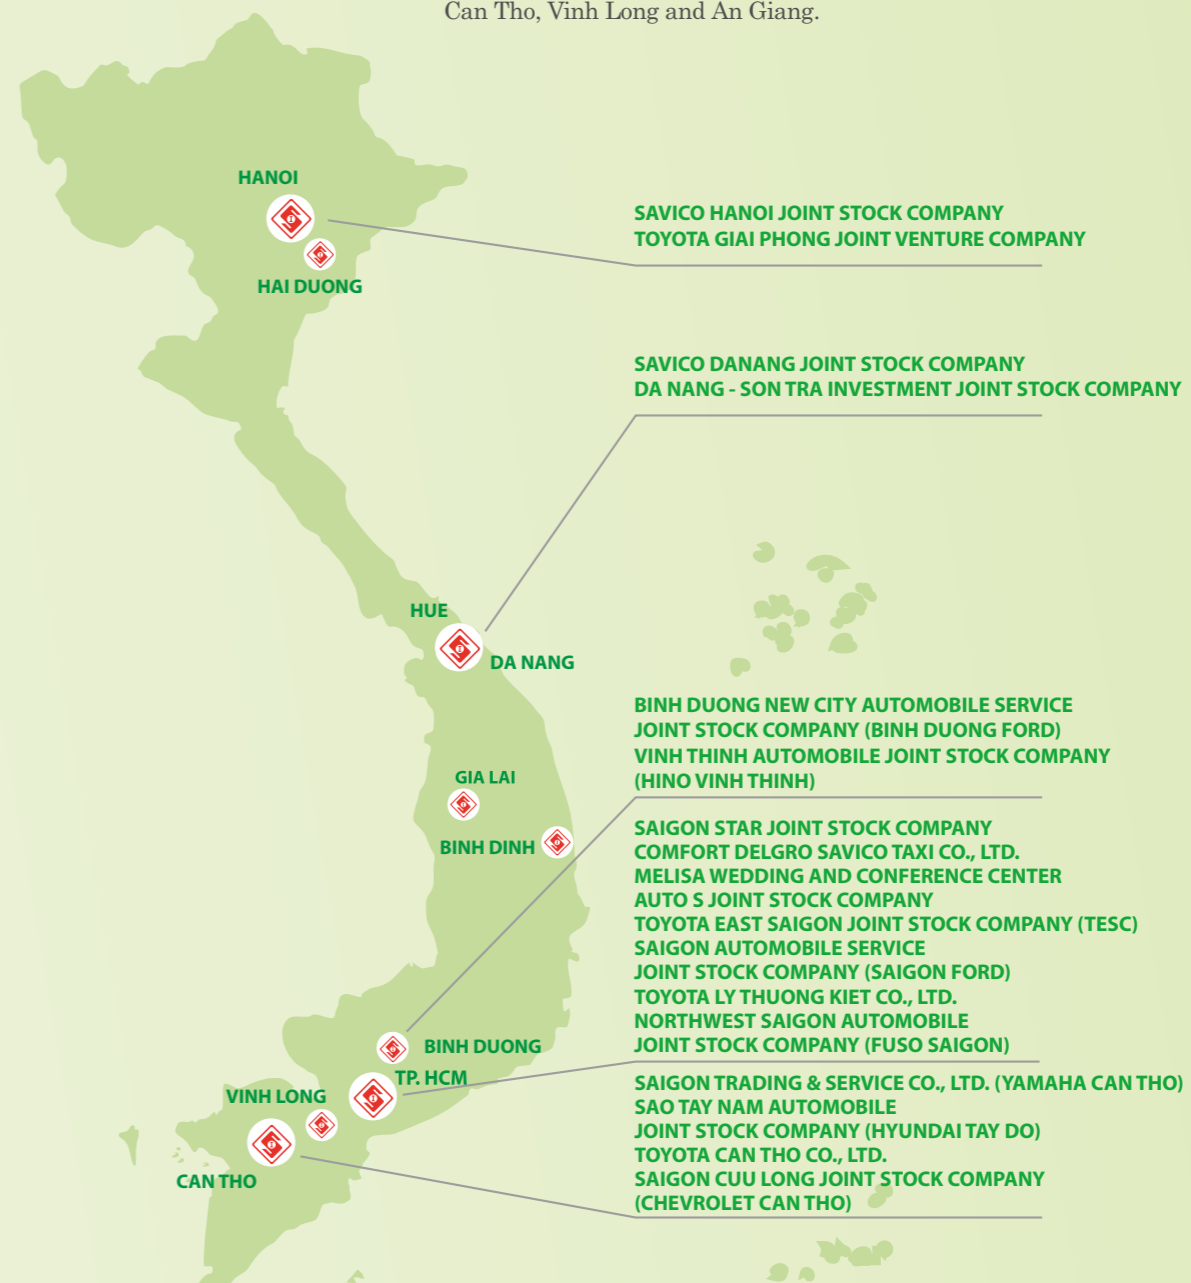 Can Tho, Vinh Long and An Giang.
HANOI
HAI DUONG
SAVICO HANOI JOINT STOCK COMPANY
TOYOTA GIAI PHONG JOINT VENTURE COMPANY
SAVICO DANANG JOINT STOCK COMPANY
DA NANG - SON TRA INVESTMENT JOINT STOCK COMPANY
HUE
DA NANG
GIA LAI
BINH DINH
BINH DUONG NEW CITY AUTOMOBILE SERVICE
JOINT STOCK COMPANY (BINH DUONG FORD)
VINH THINH AUTOMOBILE JOINT STOCK COMPANY
(HINO VINH THINH)
SAIGON STAR JOINT STOCK COMPANY
COMFORT DELGRO SAVICO TAXI CO., LTD.
MELISA WEDDING AND CONFERENCE CENTER
AUTO S JOINT STOCK COMPANY
TOYOTA EAST SAIGON JOINT STOCK COMPANY (TESC)
SAIGON AUTOMOBILE SERVICE
JOINT STOCK COMPANY (SAIGON FORD)
TOYOTA LY THUONG KIET CO., LTD.
NORTHWEST SAIGON AUTOMOBILE
JOINT STOCK COMPANY (FUSO SAIGON)
BINH DUONG
TP. HCM
VINH LONG
CAN THO
SAIGON TRADING & SERVICE CO., LTD. (YAMAHA CAN THO)
SAO TAY NAM AUTOMOBILE
JOINT STOCK COMPANY (HYUNDAI TAY DO)
TOYOTA CAN THO CO., LTD.
SAIGON CUU LONG JOINT STOCK COMPANY
(CHEVROLET CAN THO)